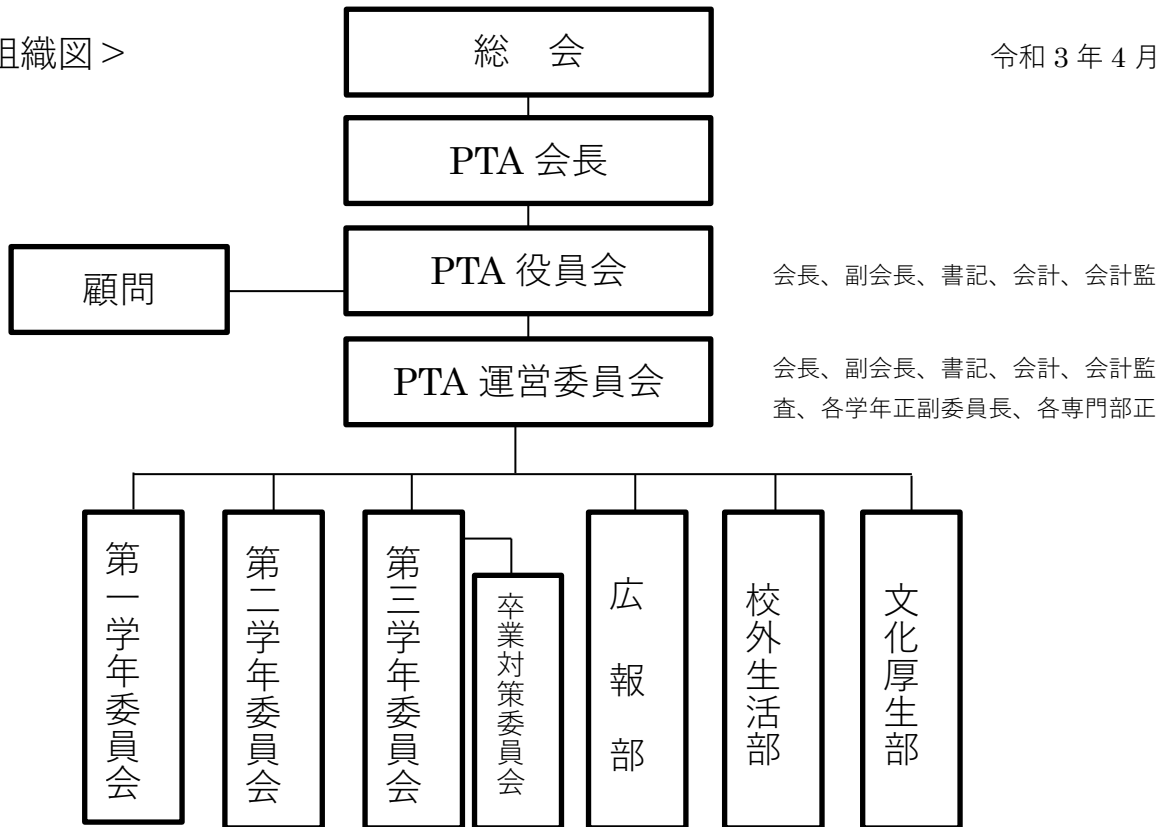 組織図＞
令和 3 年 4 月
総　会
PTA 会長
PTA 役員会
顧問
会長、副会長、書記、会計、会計監
PTA 運営委員会
会長、副会長、書記、会計、会計監
査、各学年正副委員長、各専門部正
第一学年委員会
第二学年委員会
第三学年委員会
卒業対策委員会
広報部
校外生活部
文化厚生部